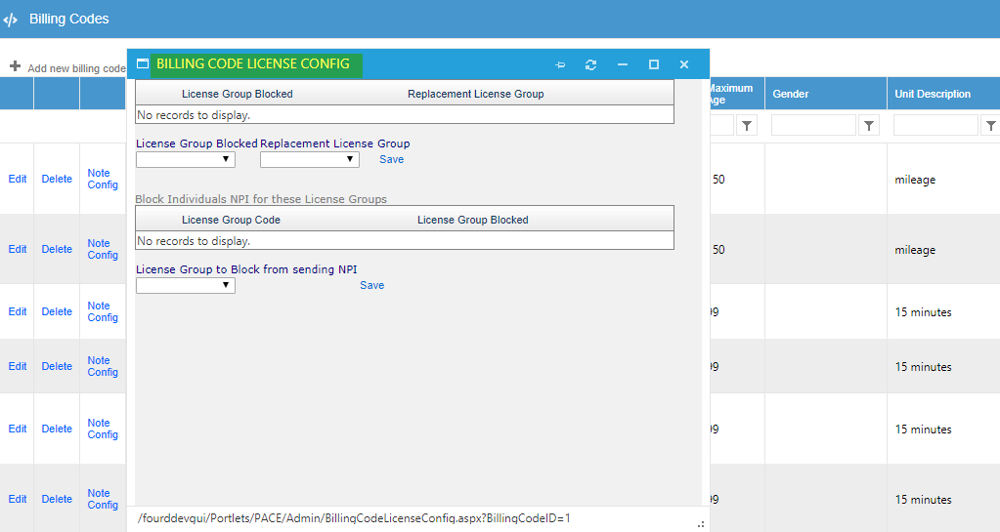 Billing Codes
Add new billing code
BILLING CODE LICENSE CONFIG
License Group Blocked Replacement License Group
No records to display.
License Group Blocked Replacement License Group
Save
Block Individuals NPI for these License Groups
License Group Code License Group Blocked
No records to display.
License Group to Block from sending NPI
Save
/fourddevgui/Portlets/PACE/Admin/BillingCodeLicenseConfig.aspx?BillingCodeID=1
Maximum
Age
Gender
Unit Description
Edit Delete Note
Config
50 mileage
Edit Delete Note
Config
50 mileage
Edit Delete Note
Config
99 15 minutes
Edit Delete Note
Config
99 15 minutes
Edit Delete Note
Config
99 15 minutes
Edit Delete Note
Config
99 15 minutes